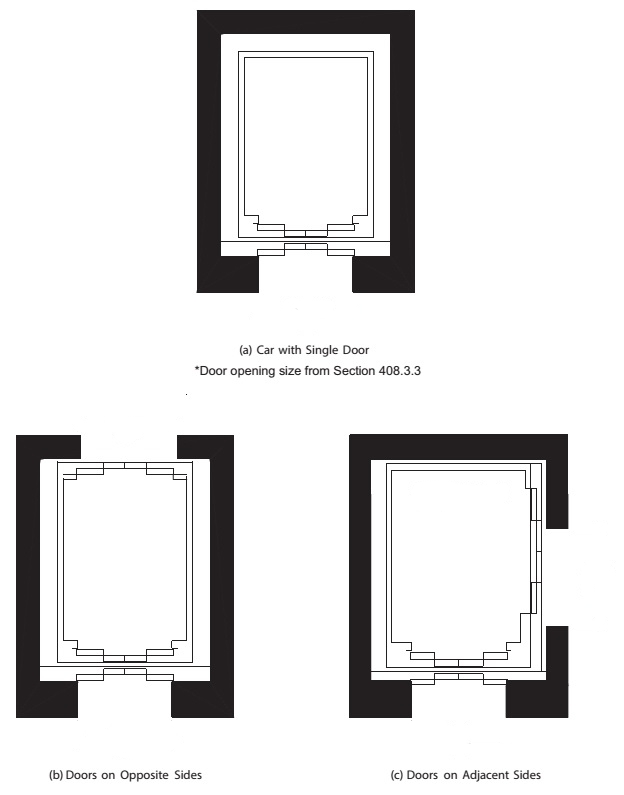 (a) Car with Single Door
*Door opening size from Section 408.3.3
(b) Doors on Opposite Sides
(c) Doors on Adjacent Sides